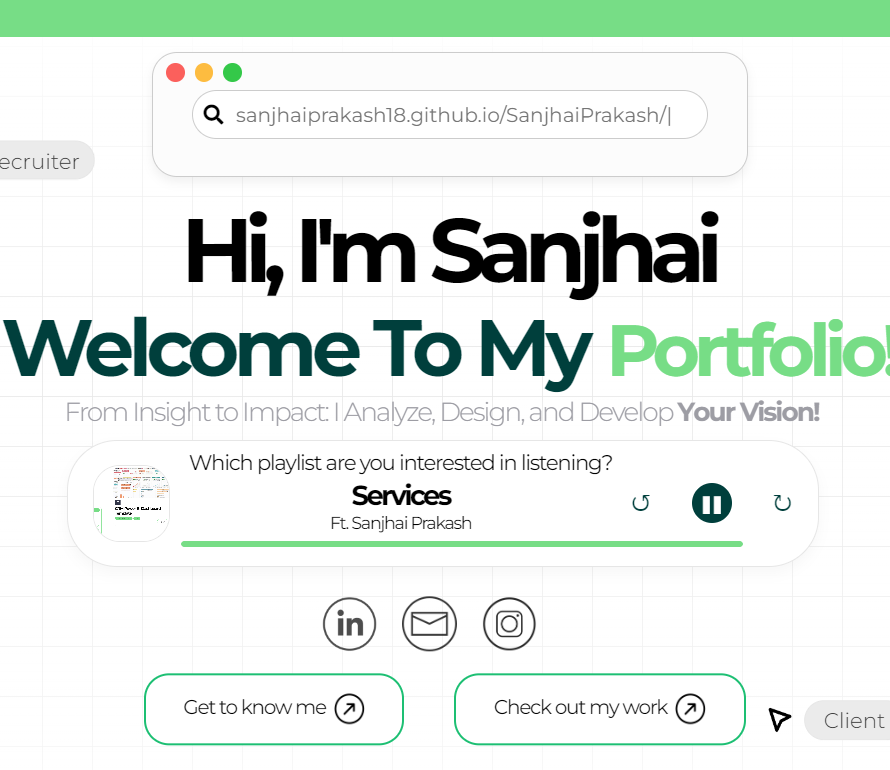 sanjhaiprakash18.github.io/SanjhaiPrakash/|
ecruiter
Hi, I'm Sanjhai
Welcome To My Portfolio!
From Insight to Impact: I Analyze, Design, and Develop Your Vision!
Which playlist are you interested in listening?
Services
Ft. Sanjhai Prakash
in
Get to know me
Check out my work
Client